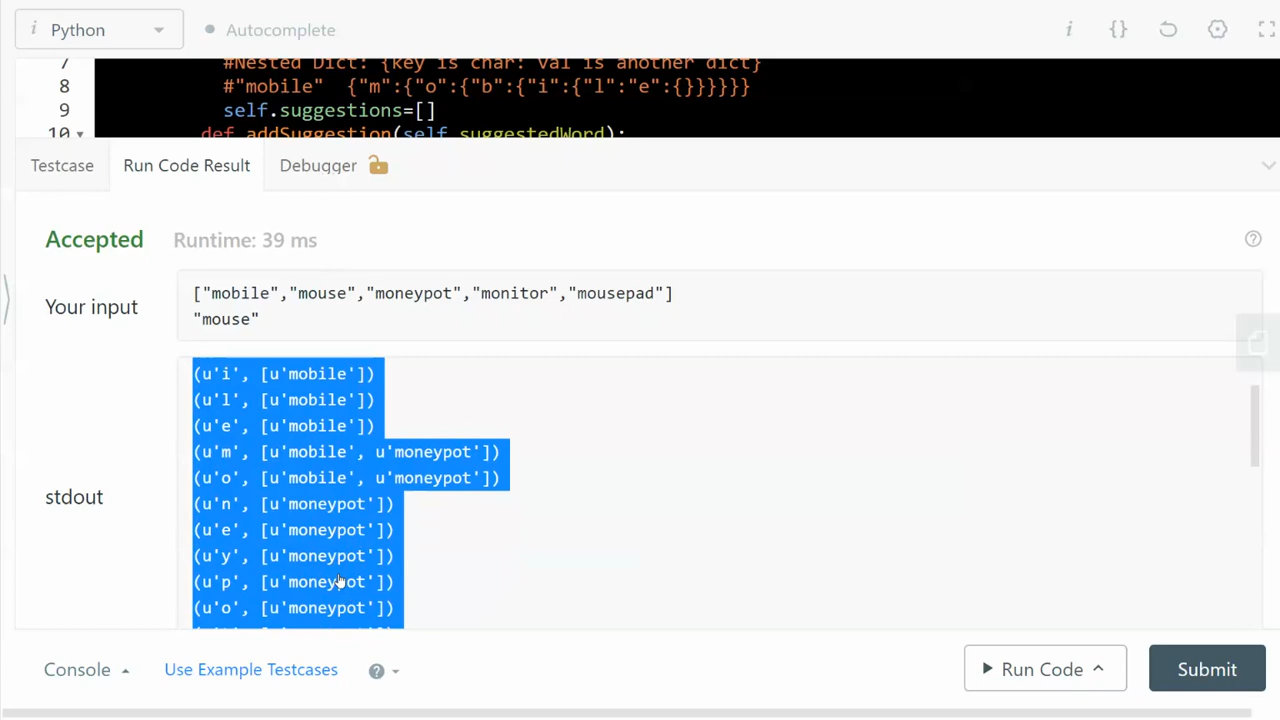 i Python
Autocomplete
i {}
7 #Nested Dict: {key is char: val is another dict}
8 #"mobile" {"m":{"o":{"b":{"i":{"l":"e":{}}}}}}
9 self.suggestions=[]
10 def addSuggestion(self,suggestedWord):
Testcase Run Code Result Debugger
Accepted Runtime: 39 ms
Your input
["mobile","mouse","moneypot","monitor","mousepad"]
"mouse"
stdout
(u'i', [u'mobile'])
(u'l', [u'mobile'])
(u'e', [u'mobile'])
(u'm', [u'mobile', u'moneypot'])
(u'o', [u'mobile', u'moneypot'])
(u'n', [u'moneypot'])
(u'e', [u'moneypot'])
(u'y', [u'moneypot'])
(u'p', [u'moneypot'])
(u'o', [u'moneypot'])
Console Use Example Testcases ? Run Code Submit